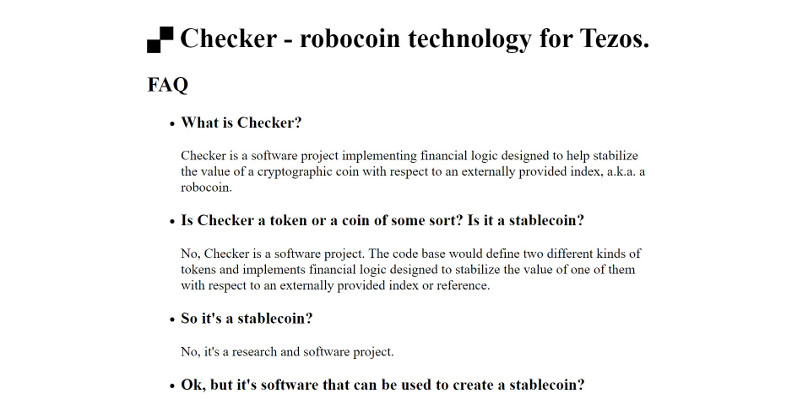 Checker - robocoin technology for Tezos.
FAQ
• What is Checker?
Checker is a software project implementing financial logic designed to help stabilize
the value of a cryptographic coin with respect to an externally provided index, a.k.a. a
robocoin.
• Is Checker a token or a coin of some sort? Is it a stablecoin?
No, Checker is a software project. The code base would define two different kinds of
tokens and implements financial logic designed to stabilize the value of one of them
with respect to an externally provided index or reference.
• So it's a stablecoin?
No, it's a research and software project.
• Ok, but it's software that can be used to create a stablecoin?